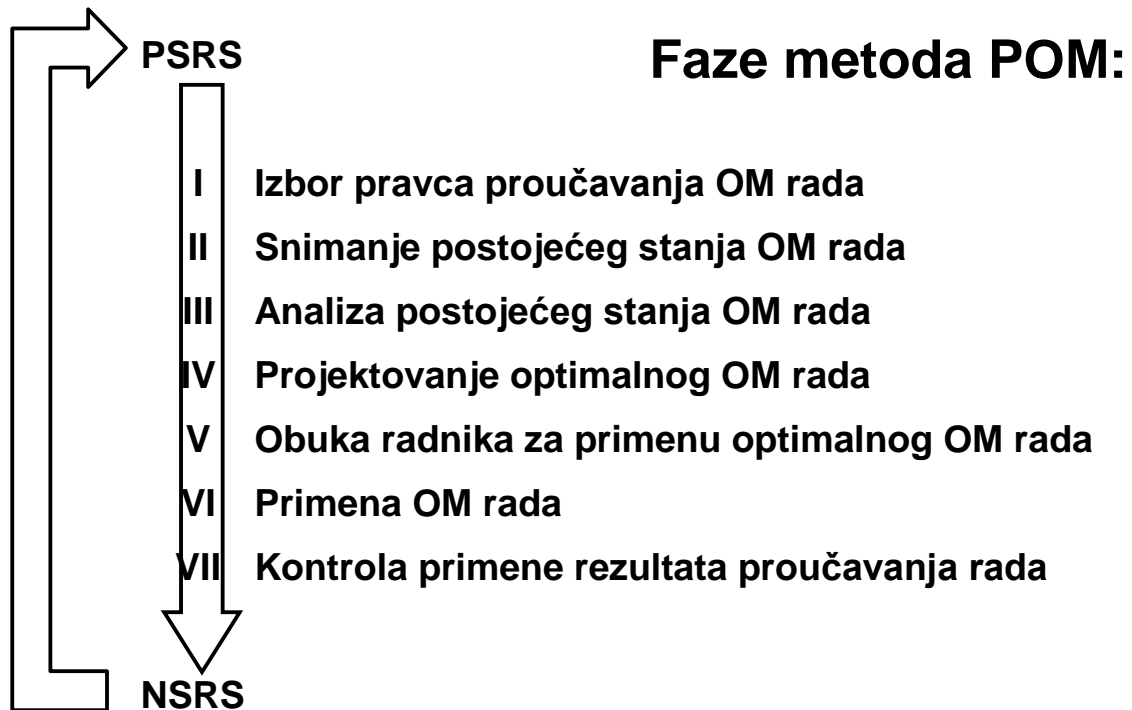 PSRS
Faze metoda POM:
I Izbor pravca proučavanja OM rada
II Snimanje postojećeg stanja OM rada
III Analiza postojećeg stanja OM rada
IV Projektovanje optimalnog OM rada
V Obuka radnika za primenu optimalnog OM rada
VI Primena OM rada
VII Kontrola primene rezultata proučavanja rada
NSRS